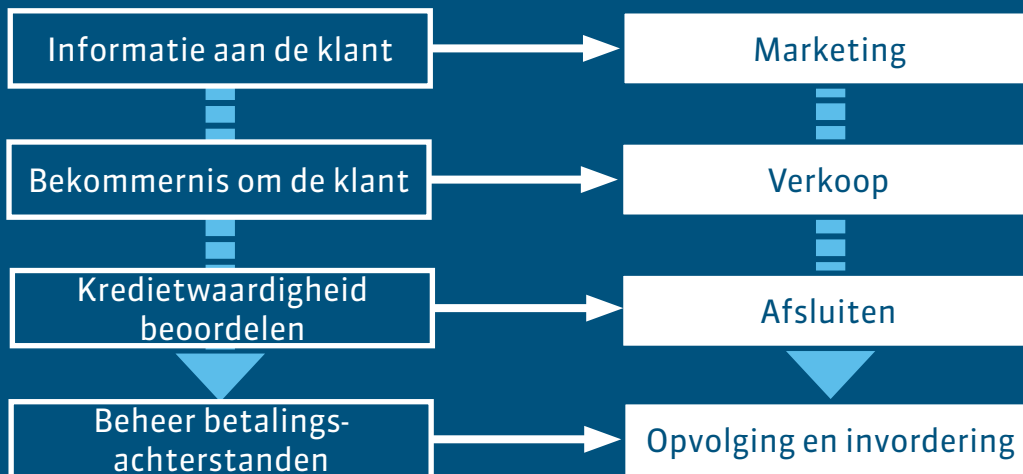 Informatie aan de klant
Marketing
Bekommernis om de klant
Verkoop
Kredietwaardigheid
beoordelen
Afsluiten
Beheer betalings-
achterstanden
Opvolging en invordering